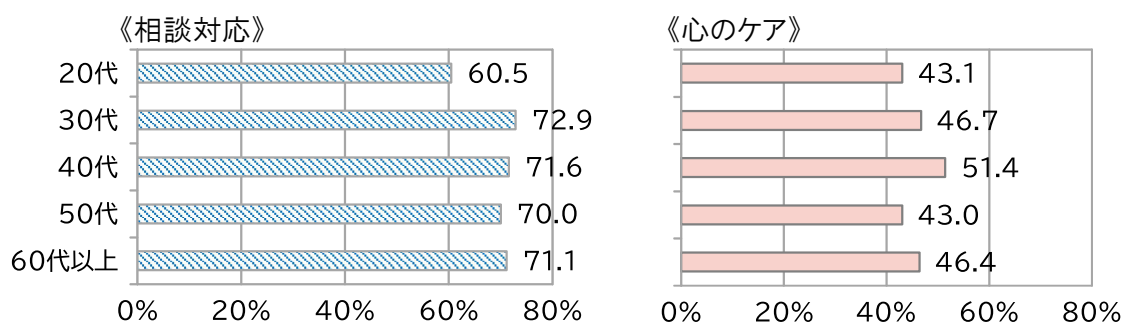 《相談対応》 《心のケア》
20代 60.5 43.1
30代 72.9 46.7
40代 71.6 51.4
50代 70.0 43.0
60代以上 71.1 46.4
0% 20% 40% 60% 80% 0% 20% 40% 60% 80%